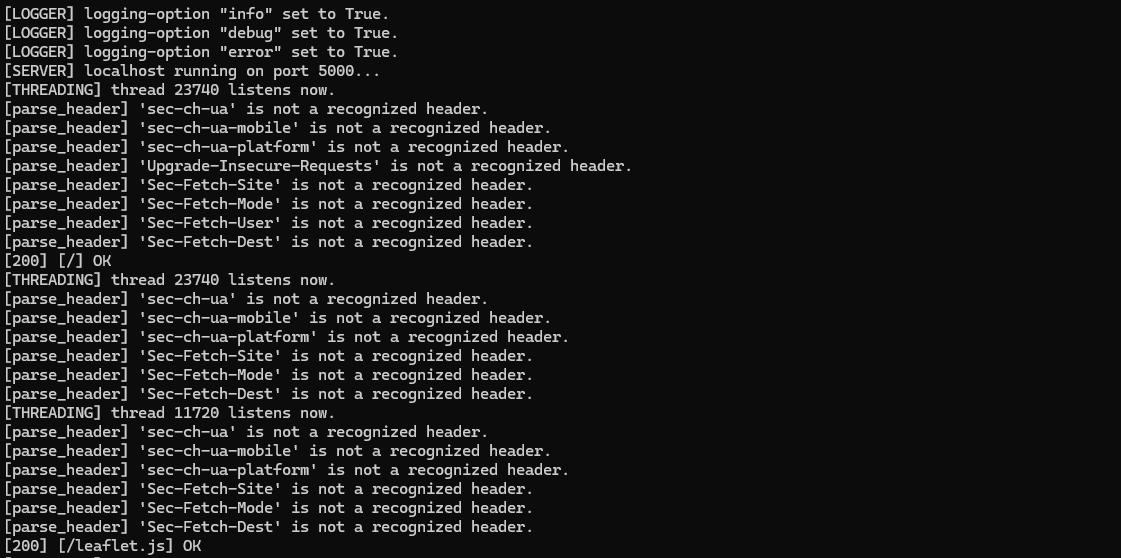 [LOGGER] logging-option "info" set to True.
[LOGGER] logging-option "debug" set to True.
[LOGGER] logging-option "error" set to True.
[SERVER] localhost running on port 5000...
[THREADING] thread 23740 listens now.
[parse_header] 'sec-ch-ua' is not a recognized header.
[parse_header] 'sec-ch-ua-mobile' is not a recognized header.
[parse_header] 'sec-ch-ua-platform' is not a recognized header.
[parse_header] 'Upgrade-Insecure-Requests' is not a recognized header.
[parse_header] 'Sec-Fetch-Site' is not a recognized header.
[parse_header] 'Sec-Fetch-Mode' is not a recognized header.
[parse_header] 'Sec-Fetch-User' is not a recognized header.
[parse_header] 'Sec-Fetch-Dest' is not a recognized header.
[200] [/] OK
[THREADING] thread 23740 listens now.
[parse_header] 'sec-ch-ua' is not a recognized header.
[parse_header] 'sec-ch-ua-mobile' is not a recognized header.
[parse_header] 'sec-ch-ua-platform' is not a recognized header.
[parse_header] 'Sec-Fetch-Site' is not a recognized header.
[parse_header] 'Sec-Fetch-Mode' is not a recognized header.
[parse_header] 'Sec-Fetch-Dest' is not a recognized header.
[THREADING] thread 11720 listens now.
[parse_header] 'sec-ch-ua' is not a recognized header.
[parse_header] 'sec-ch-ua-mobile' is not a recognized header.
[parse_header] 'sec-ch-ua-platform' is not a recognized header.
[parse_header] 'Sec-Fetch-Site' is not a recognized header.
[parse_header] 'Sec-Fetch-Mode' is not a recognized header.
[parse_header] 'Sec-Fetch-Dest' is not a recognized header.
[200] [/leaflet.js] OK